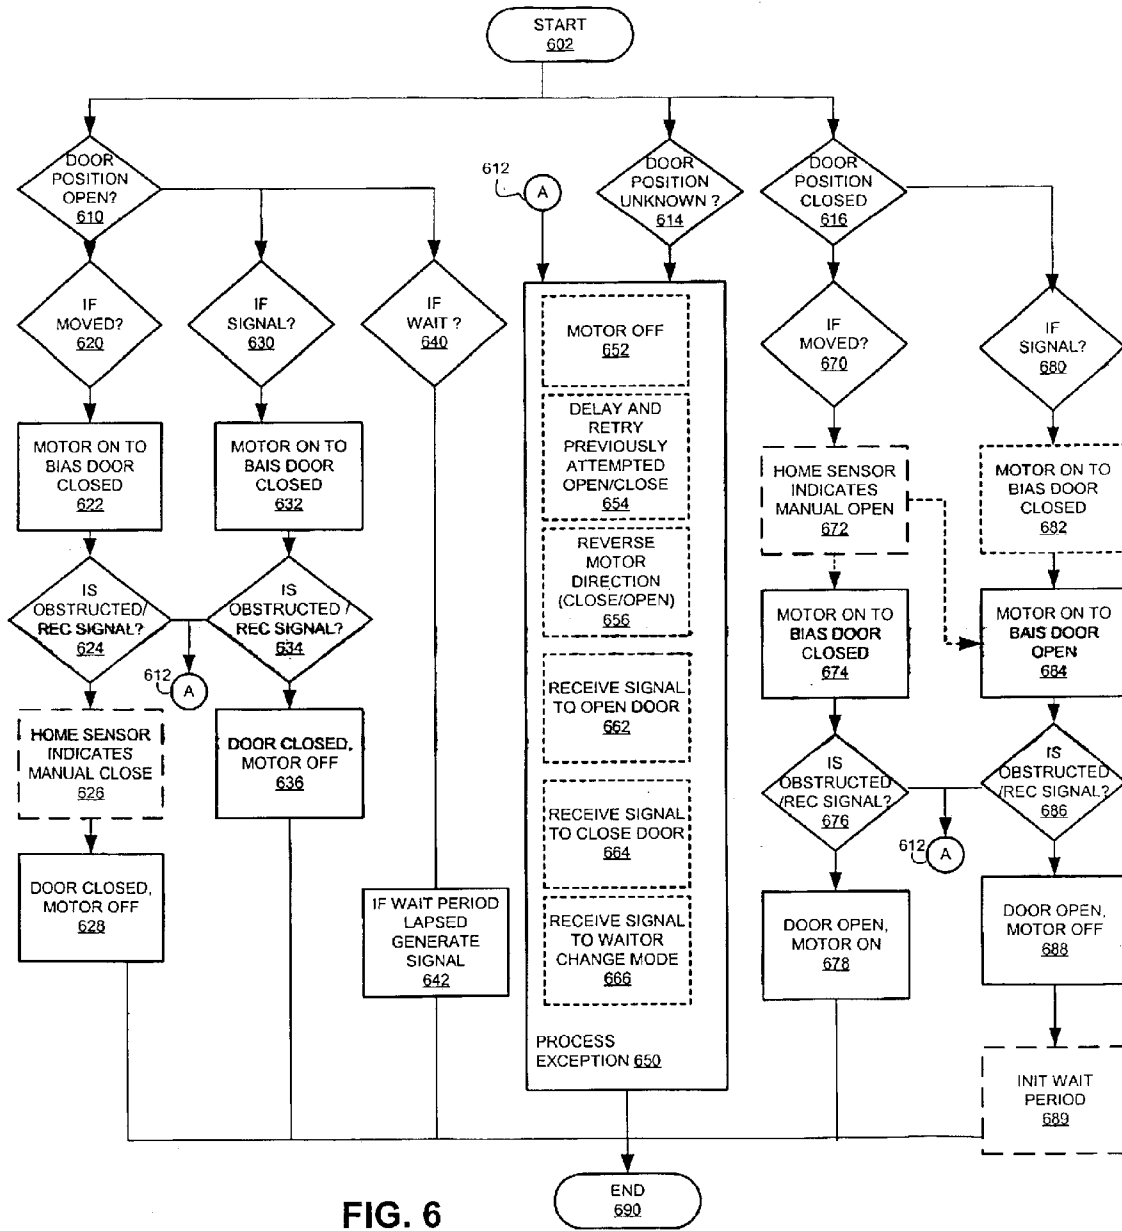 START
602
DOOR
POSITION
OPEN?
610
612
A
DOOR
POSITION
UNKNOWN ?
614
DOOR
POSITION
CLOSED
616
IF
MOVED?
620
IF
SIGNAL?
630
IF
WAIT ?
640
MOTOR OFF
652
IF
MOVED?
670
IF
SIGNAL?
680
MOTOR ON TO
BIAS DOOR
CLOSED
622
MOTOR ON TO
BAIS DOOR
CLOSED
632
DELAY AND
RETRY
PREVIOUSLY
ATTEMPTED
OPEN/CLOSE
654
HOME SENSOR
INDICATES
MANUAL OPEN
672
MOTOR ON TO
BIAS DOOR
CLOSED
682
IS
OBSTRUCTED/
REC SIGNAL?
624
IS
OBSTRUCTED /
REC SIGNAL?
634
612
A
REVERSE
MOTOR
DIRECTION
(CLOSE/OPEN)
656
MOTOR ON TO
BIAS DOOR
CLOSED
674
MOTOR ON TO
BAIS DOOR
OPEN
684
HOME SENSOR
INDICATES
MANUAL CLOSE
626
DOOR CLOSED,
MOTOR OFF
636
RECEIVE SIGNAL
TO OPEN DOOR
662
IS
OBSTRUCTED
/REC SIGNAL?
676
IS
OBSTRUCTED
/REC SIGNAL?
686
612
A
DOOR CLOSED,
MOTOR OFF
628
IF WAIT PERIOD
LAPSED
GENERATE
SIGNAL
642
RECEIVE SIGNAL
TO CLOSE DOOR
664
RECEIVE SIGNAL
TO WAITOR
CHANGE MODE
666
DOOR OPEN,
MOTOR ON
678
DOOR OPEN,
MOTOR OFF
688
PROCESS
EXCEPTION 650
INIT WAIT
PERIOD
689
END
690
FIG. 6